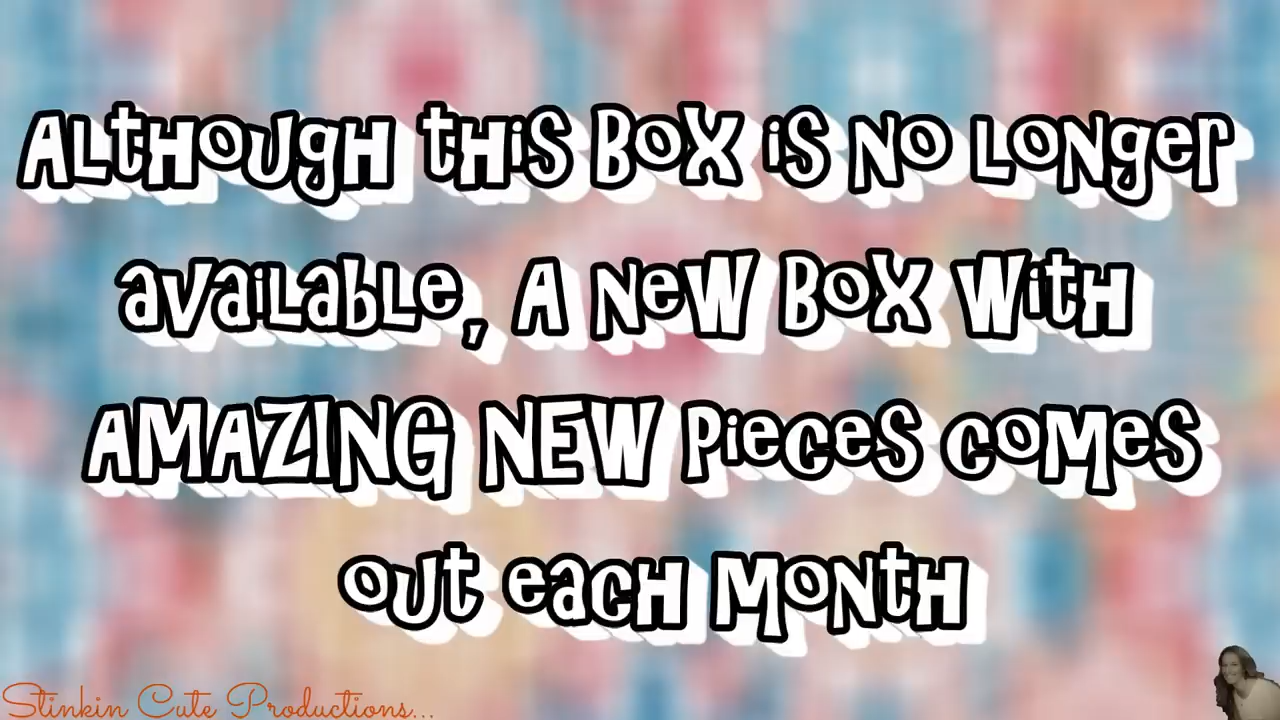 Although this Box is no longer
available, A new Box with
AMAZING NEW pieces comes
out each month
Stinkin Cute Productions...